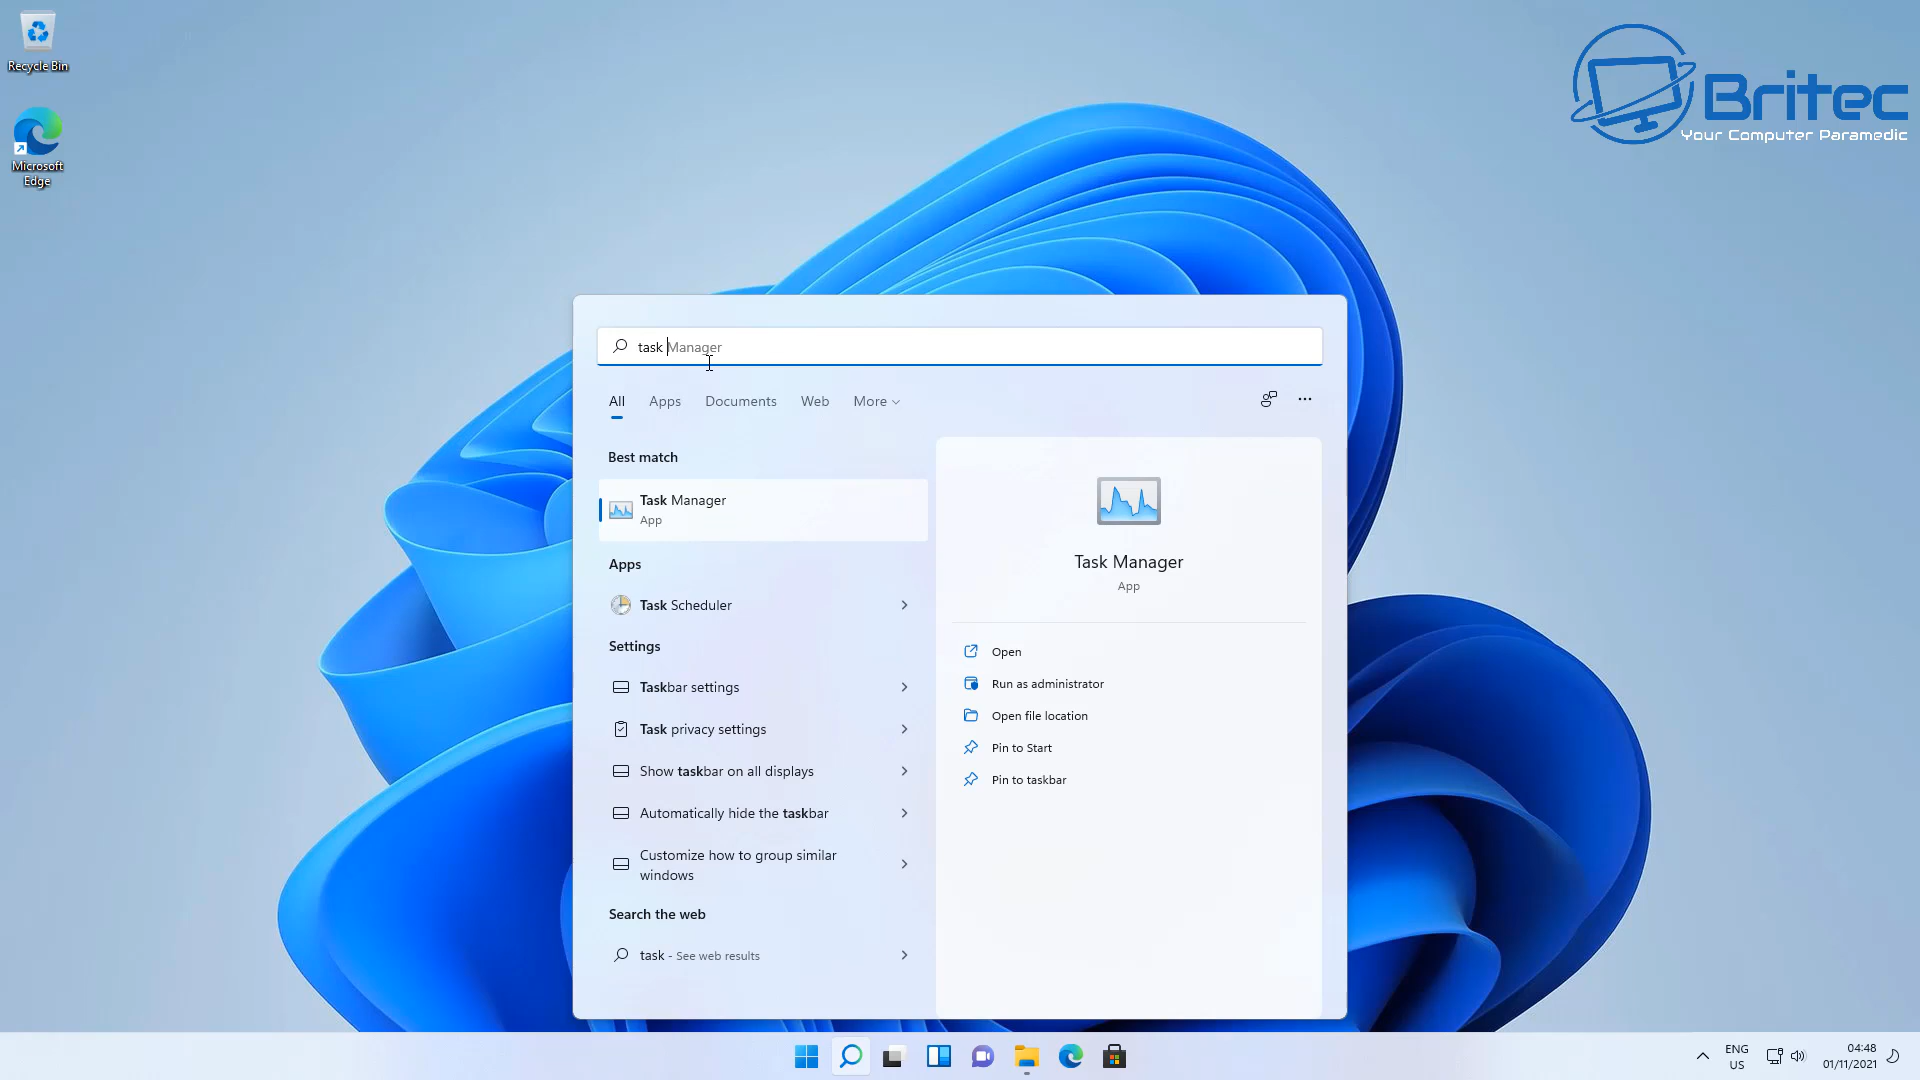 Recycle Bin
Microsoft
Edge
Britec
Your Computer Paramedic
task Manager
All
Apps
Documents
Web
More
Best match
Task Manager
App
Apps
Task Scheduler
Settings
Taskbar settings
Task privacy settings
Show taskbar on all displays
Automatically hide the taskbar
Customize how to group similar
windows
Search the web
task - See web results
Task Manager
App
Open
Run as administrator
Open file location
Pin to Start
Pin to taskbar
ENG
US
04:48
01/11/2021